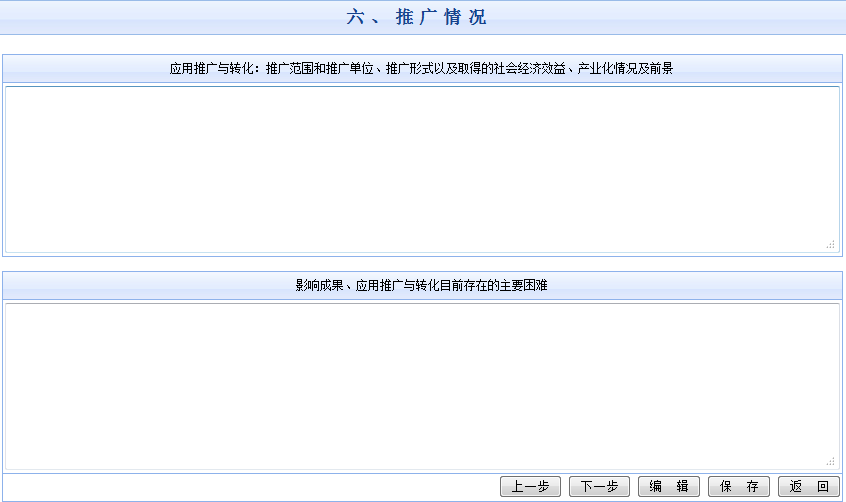 六、推广情况
应用推广与转化：推广范围和推广单位、推广形式以及取得的社会经济效益、产业化情况及前景
影响成果、应用推广与转化目前存在的主要困难
上一步 下一步 编 辑 保 存 返 回